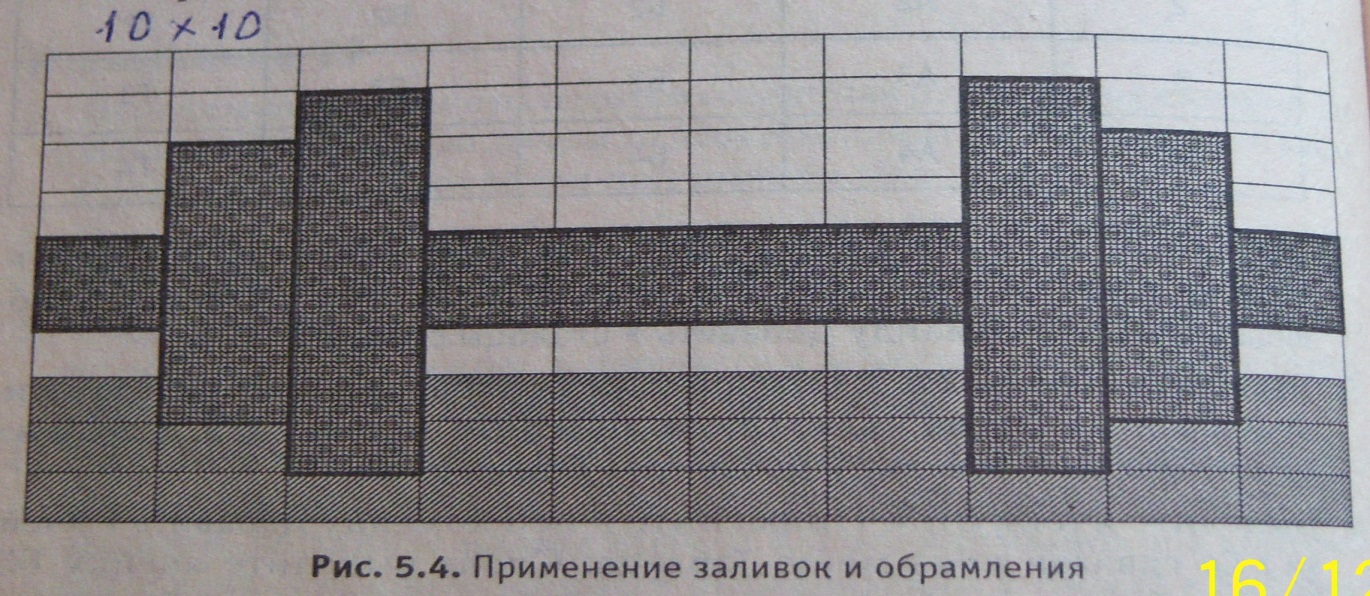 10 × 10
Рис. 5.4. Применение заливок и обрамления